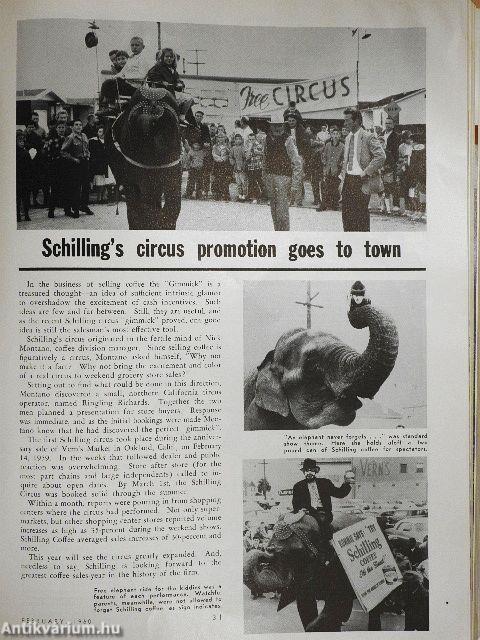 Free CIRCUS
Schilling's circus promotion goes to town
In the business of selling coffee the "Gimmick" is a
treasured thought—an idea of sufficient intrinsic glamor
to overshadow the excitement of cash incentives. Such
ideas are few and far between. Still, they are useful, and
as the recent Schilling circus "gimmick" proved, one good
idea is still the salesman's most effective tool.
Schilling's circus originated in the fertile mind of Nick
Montano, coffee division manager. Since selling coffee is
figuratively a circus, Montano asked himself, "Why not
make it a fact? Why not bring the excitement and color
of a real circus to weekend grocery store sales?
Setting out to find what could be done in this direction,
Montano discovered a small, northern California circus
operator, named Ringling Richards. Together the two
men planned a presentation for store buyers. Response
was immediate, and as the initial bookings were made Mon-
tano knew that he had discovered the perfect "gimmick".
The first Schilling circus took place during the anniver-
sary sale of Vern's Market in Oakland, Calif., on February
14, 1959. In the weeks that followed dealer and public
reaction was overwhelming. Store after store (for the
most part chains and large independents) called to in-
quire about open dates. By March 1st, the Schilling
Circus was booked solid through the summer.
Within a month, reports were pouring in from shopping
centers where the circus had performed. Not only super-
markets, but other shopping center stores reported volume
increases as high as 35 percent during the weekend shows.
Schilling Coffee averaged sales increases of 50-percent and
more.
This year will see the circus greatly expanded. And,
needless to say, Schilling is looking forward to the
greatest coffee sales-year in the history of the firm.
"An elephant never forgets . . ." was standard
show theme. Here she holds aloft a two
pound can of Schilling coffee for spectators.
VERN'S
Schilling
coffee
Free elephant ride for the kiddies was a
feature of each performance. Watchful
parents, meanwhile, were not allowed to
forget Schilling coffee, as sign indicates.
FEBRUARY, 1960
31
Antikvarium.hu